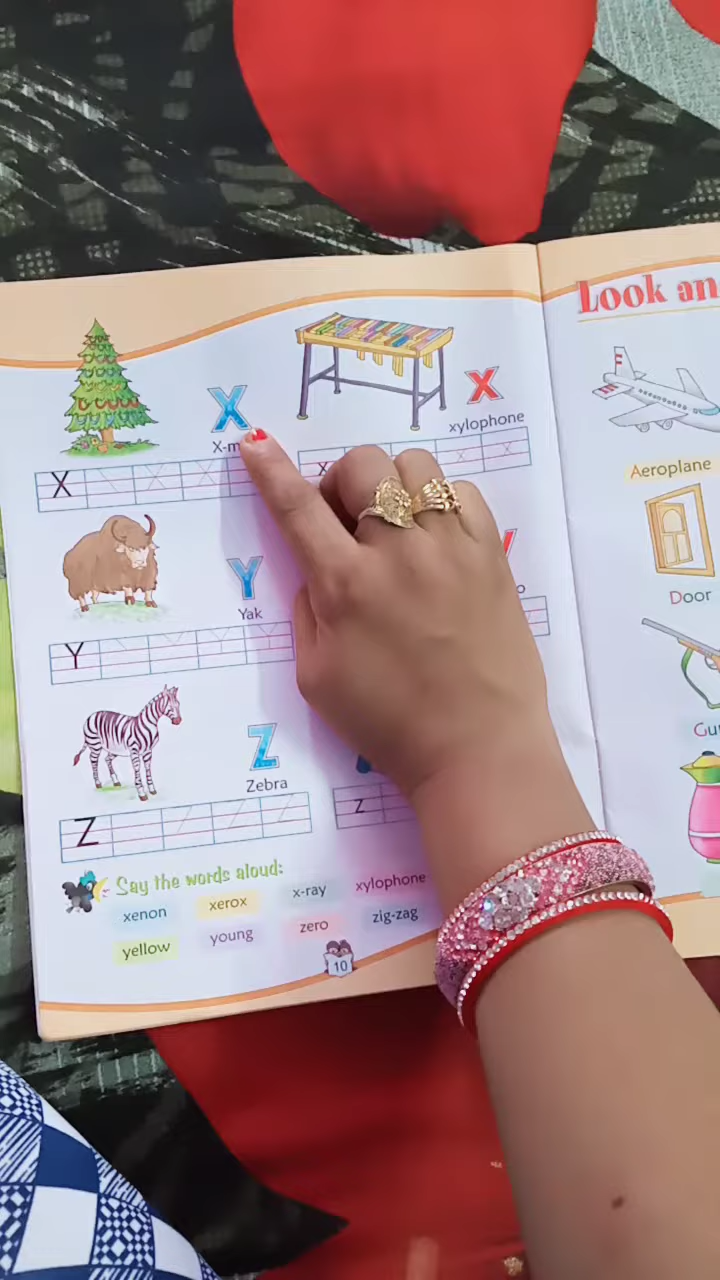 Look an
X
x
X-m
xylophone
X
x
Aeroplane
Y
Yak
Door
Y
Z
Zebra
Z
z
Say the words aloud:
xenon xerox x-ray xylophone
yellow young zero zig-zag
10